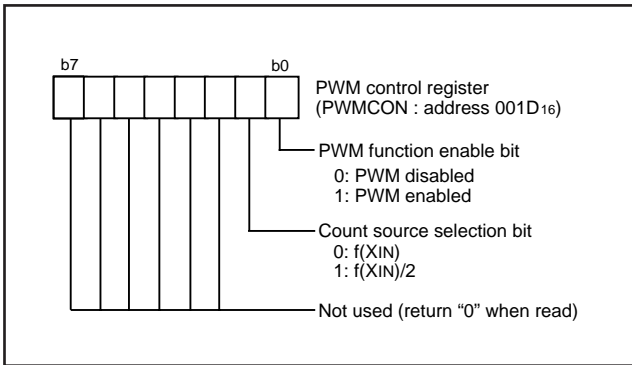 b7 b0
PWM control register
(PWMCON : address 001D16)
PWM function enable bit
0: PWM disabled
1: PWM enabled
Count source selection bit
0: f(XIN)
1: f(XIN)/2
Not used (return “0” when read)